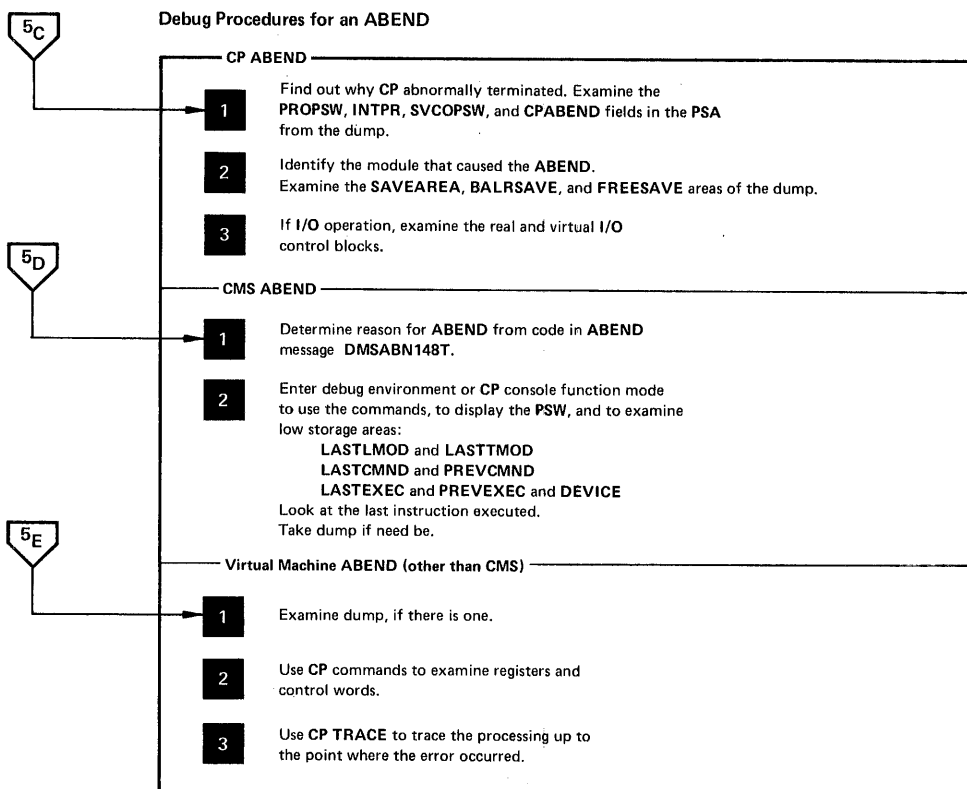 Debug Procedures for an ABEND
5C
CP ABEND
1
Find out why CP abnormally terminated. Examine the
PROPSW, INTPR, SVCOPSW, and CPABEND fields in the PSA
from the dump.
2
Identify the module that caused the ABEND.
Examine the SAVEAREA, BALRSAVE, and FREESAVE areas of the dump.
3
If I/O operation, examine the real and virtual I/O
control blocks.
5D
CMS ABEND
1
Determine reason for ABEND from code in ABEND
message DMSABN148T.
2
Enter debug environment or CP console function mode
to use the commands, to display the PSW, and to examine
low storage areas:
LASTLMOD and LASTTMOD
LASTCMND and PREVCMND
LASTEXEC and PREVEXEC and DEVICE
Look at the last instruction executed.
Take dump if need be.
5E
Virtual Machine ABEND (other than CMS)
1
Examine dump, if there is one.
2
Use CP commands to examine registers and
control words.
3
Use CP TRACE to trace the processing up to
the point where the error occurred.